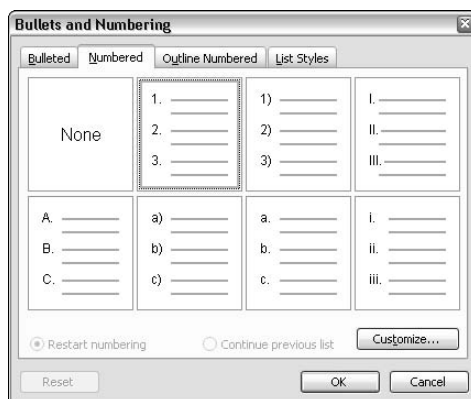 Bullets and Numbering
Bulleted Numbered Outline Numbered List Styles
None
1.
2.
3.
1)
2)
3)
I.
II.
III.
A.
B.
C.
a)
b)
c)
a.
b.
c.
i.
ii.
iii.
Restart numbering Continue previous list Customize...
Reset OK Cancel